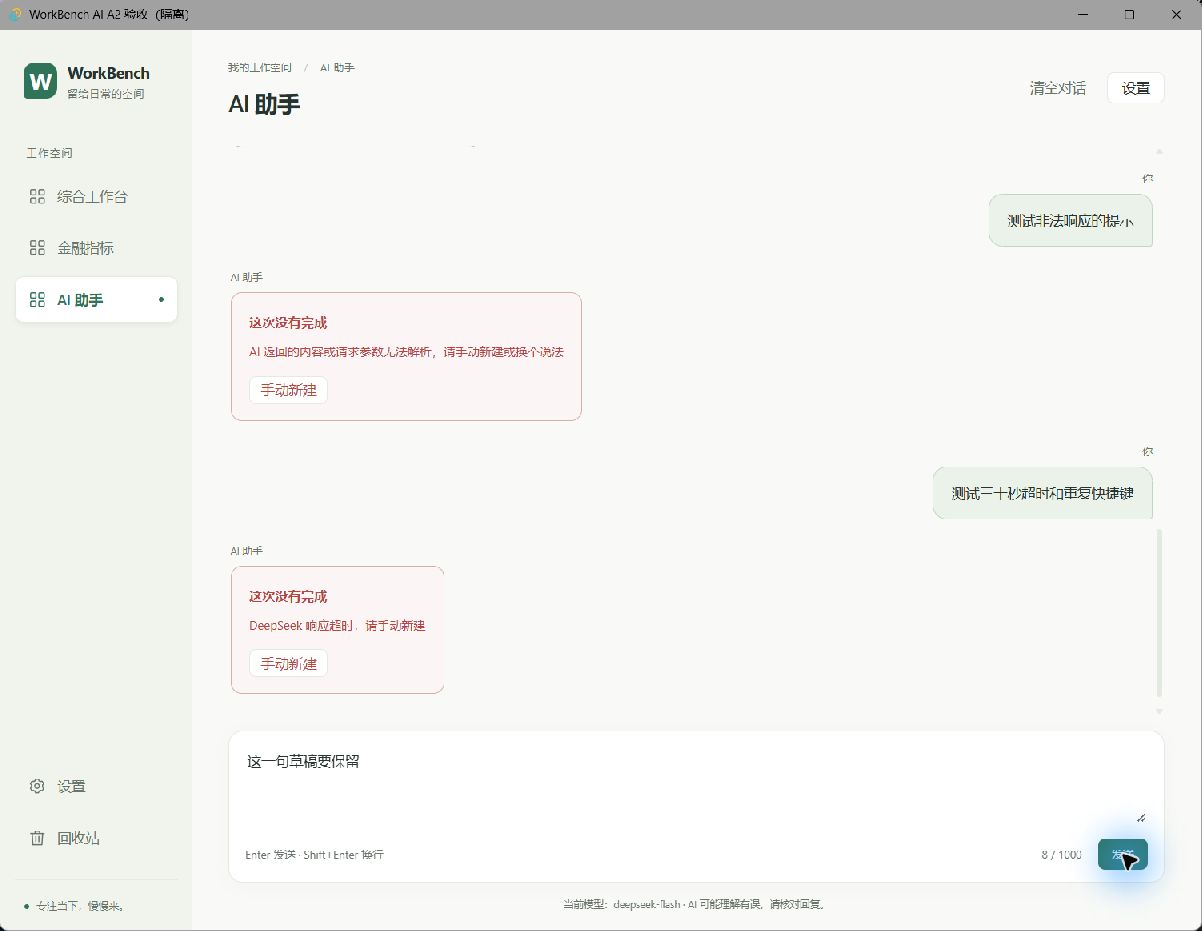 WorkBench AI A2 验收（隔离）
W
WorkBench
留给日常的空间
工作空间
综合工作台
金融指标
AI 助手
设置
回收站
专注当下，慢慢来。
我的工作空间 / AI 助手
AI 助手
清空对话
设置
你
测试非法响应的提示
AI 助手
这次没有完成
AI 返回的内容或请求参数无法解析，请手动新建或换个说法
手动新建
你
测试三十秒超时和重复快捷键
AI 助手
这次没有完成
DeepSeek 响应超时，请手动新建
手动新建
这一句草稿要保留
Enter 发送 · Shift+Enter 换行
8 / 1000
发送
当前模型：deepseek-flash · AI 可能理解有误，请核对回复。